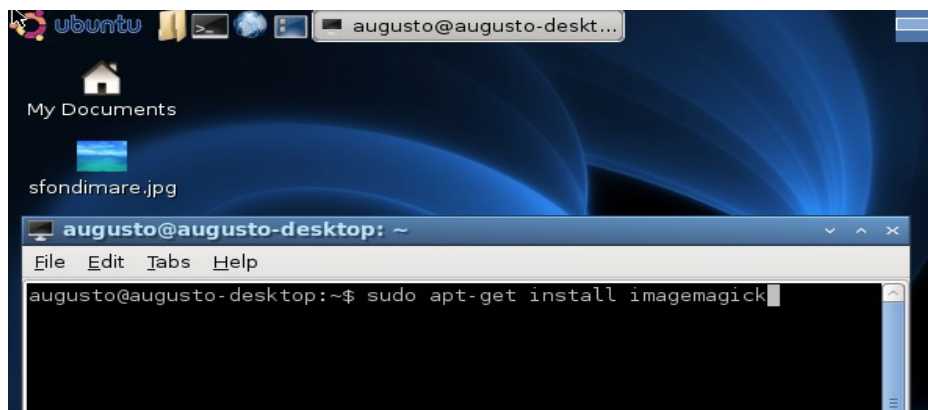 ubuntu augusto@augusto-deskt...
My Documents
sfondimare.jpg
augusto@augusto-desktop: ~
File Edit Tabs Help
augusto@augusto-desktop:~$ sudo apt-get install imagemagick